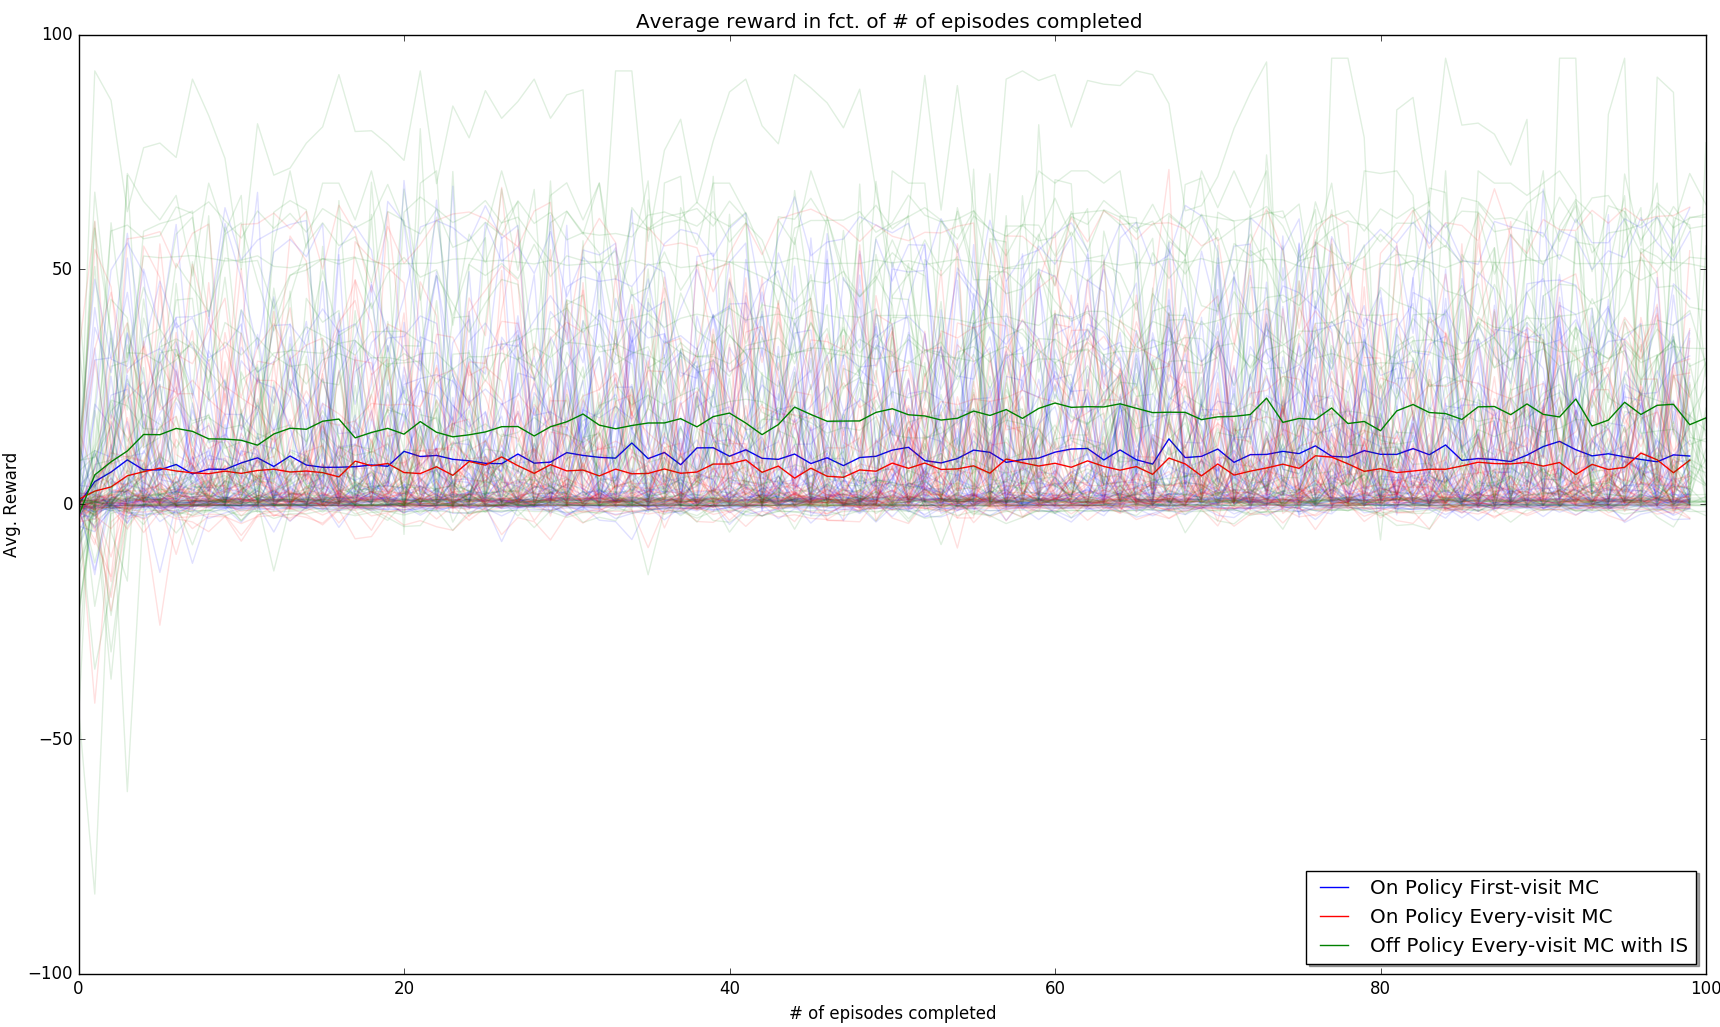 Average reward in fct. of # of episodes completed
100
50
0
−50
−100
Avg. Reward
0 20 40 60 80 100
# of episodes completed
On Policy First-visit MC
On Policy Every-visit MC
Off Policy Every-visit MC with IS